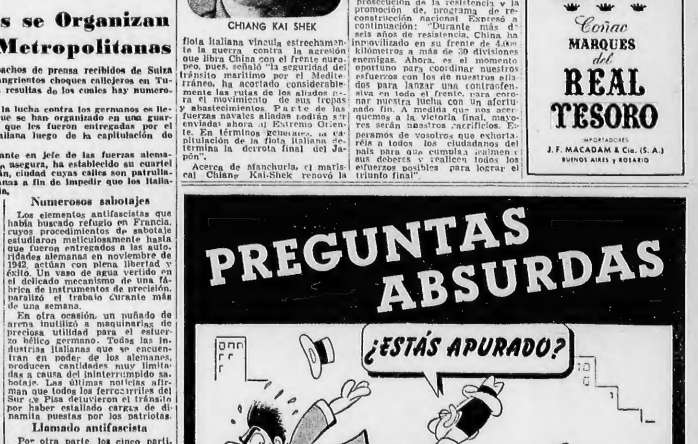 s se Organizan
Metropolitanas
achos de prensa recibidos de Suiza
angrientos choques callejeros en Tu-
resultas de los cuales hay numero-
la lucha contra los germanos es lle-
ue se han organizado en una guar-
que les fueron entregadas por el
aliana luego de la capitulación do
ante en jefe de las fuerzas alema-
asegura, ha establecido su cuartel
án, ciudad cuyas calles son patrulla-
anas a fin de impedir que los italia-
Numerosos sabotajes
Los elementos antifascistas que
había buscado refugio en Francia,
cuyos procedimientos de sabotaje
estudiaron meticulosamente hasta
que fueron entregados a las auto-
ridades alemanas en noviembre de
1942, actúan con plena libertad y
éxito. Un vaso de agua vertido en
el delicado mecanismo de una fá-
brica de instrumentos de precisión,
paralizó el trabajo durante más
de una semana.
En otra ocasión, un puñado de
arena inutilizó a maquinarias de
preciosa utilidad para el esfuer-
zo bélico germano. Todas las in-
dustrias italianas que se encuen-
tran en poder de los alemanes,
producen cantidades muy limita-
das a causa del ininterrumpido sa-
botaje. Las últimas noticias afir-
man que todos los ferrocarriles del
Sur de Pisa detuvieron el tránsito
por haber estallado cargas de di-
namita puestas por los patriotas.
Llamado antifascista
Por otra parte, los cinco parti-
CHIANG KAI SHEK
flota italiana vincula estrechamen-
te la guerra contra la agresión
que libra China con el frente euro-
peo, pues, señaló "la seguridad del
tránsito marítimo por el Medite-
rráneo, ha acortado considerable-
mente las rutas de los aliados pa-
ra el movimiento de sus tropas
y abastecimientos. Parte de las
fuerzas navales aliadas podrán ser
enviadas ahora al Extremo Orien-
te. En términos generales, la ca-
pitulación de la flota italiana de-
termina la derrota final del Ja-
pón".
Acerca de Manchuria, el maris-
cal Chiang Kai-Shek renovó la
prosecución de la resistencia y la
promoción de, programa de re-
construcción nacional Expresó a
continuación: "Durante más d'
seis años de resistencia, China ha
inmovilizado en su frente de 4.000
kilómetros a más de 30 divisiones
enemigas. Ahora, es el momento
oportuno para coordinar nuestros
esfuerzos con los de nuestros alia-
dos para lanzar una contraofen-
siva en todo el frente, para coro-
nar nuestra lucha con un afortu-
nado fin. A medida que nos acer-
quemos a la victoria final, mayo-
res serán nuestros sacrificios. Es-
peramos de vosotros que exhorta-
réis a todos los ciudadanos del
país para que cumplan lealmente
sus deberes y realicen todos los
esfuerzos posibles para lograr el
triunfo final".
Coñac
MARQUES
del
REAL
TESORO
IMPORTADORES
J. F. MACADAM & Cia. (S. A.)
BUENOS AIRES y ROSARIO
PREGUNTAS
ABSURDAS
¿ESTÁS APURADO?